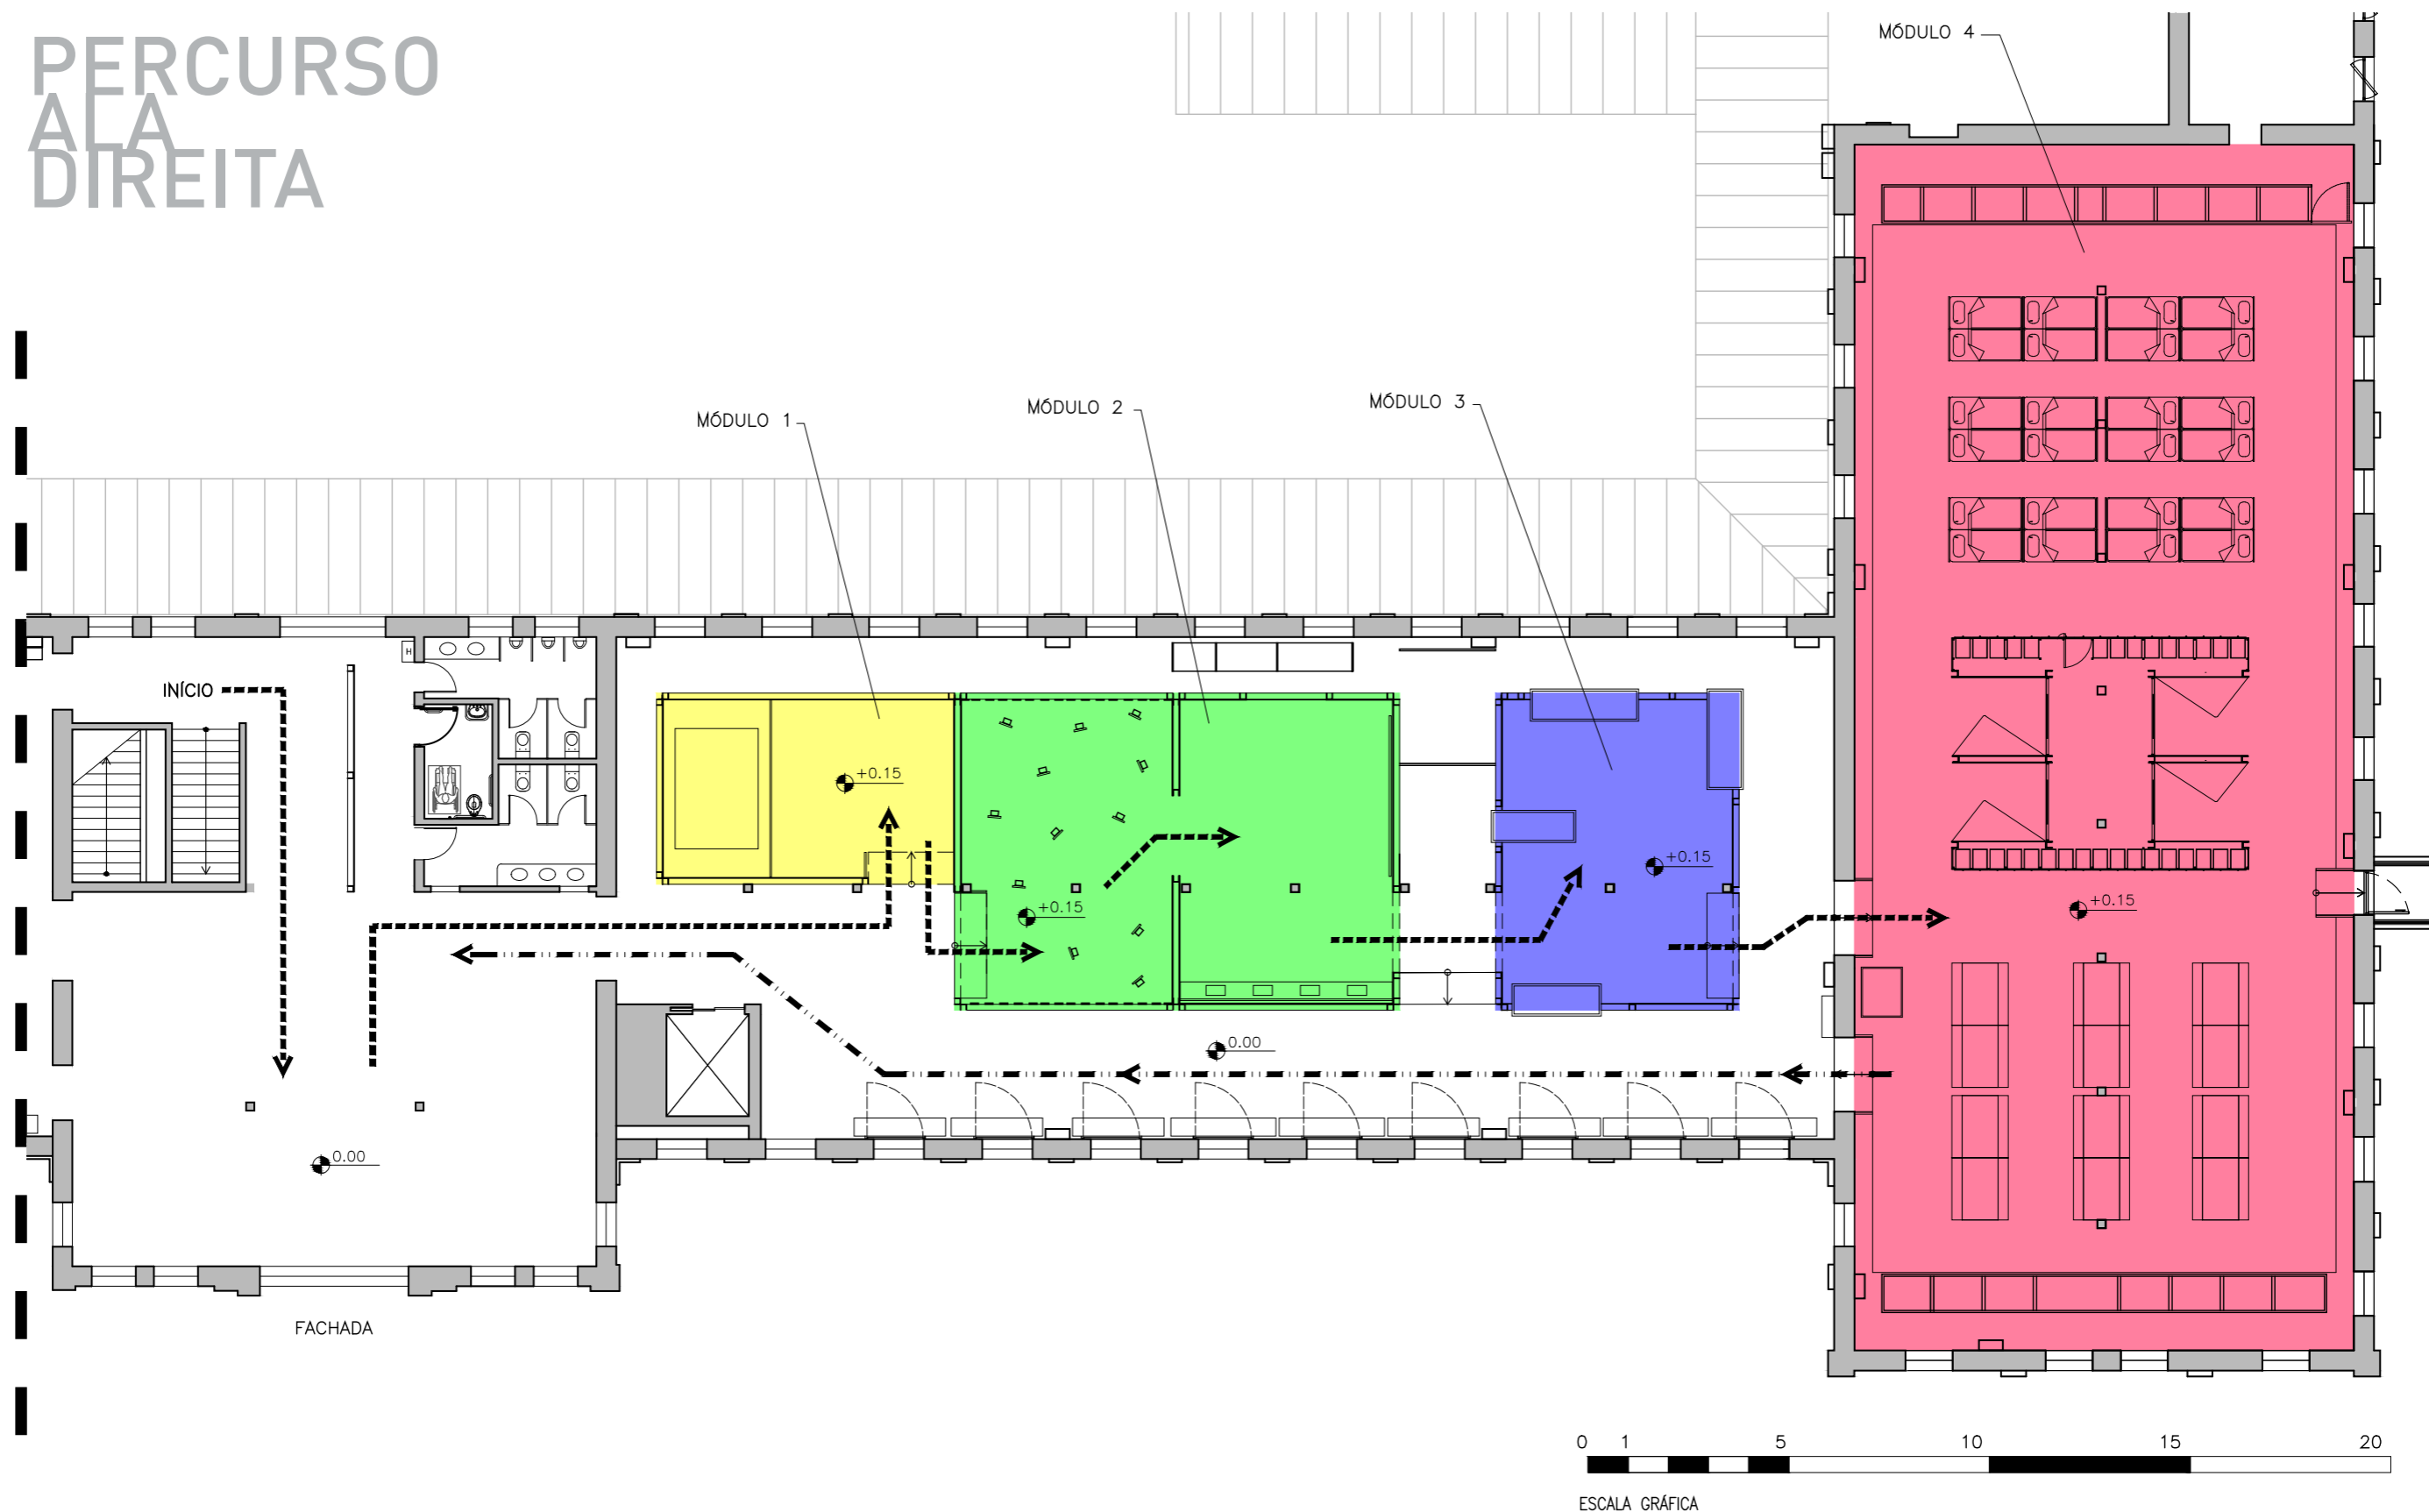 PERCURSO
ALA
DIREITA
MÓDULO 4
MÓDULO 3
MÓDULO 2
MÓDULO 1
H
INÍCIO
+0.15
+0.15
+0.15
+0.15
0.00
0.00
FACHADA
0 1 5 10 15 20
ESCALA GRÁFICA